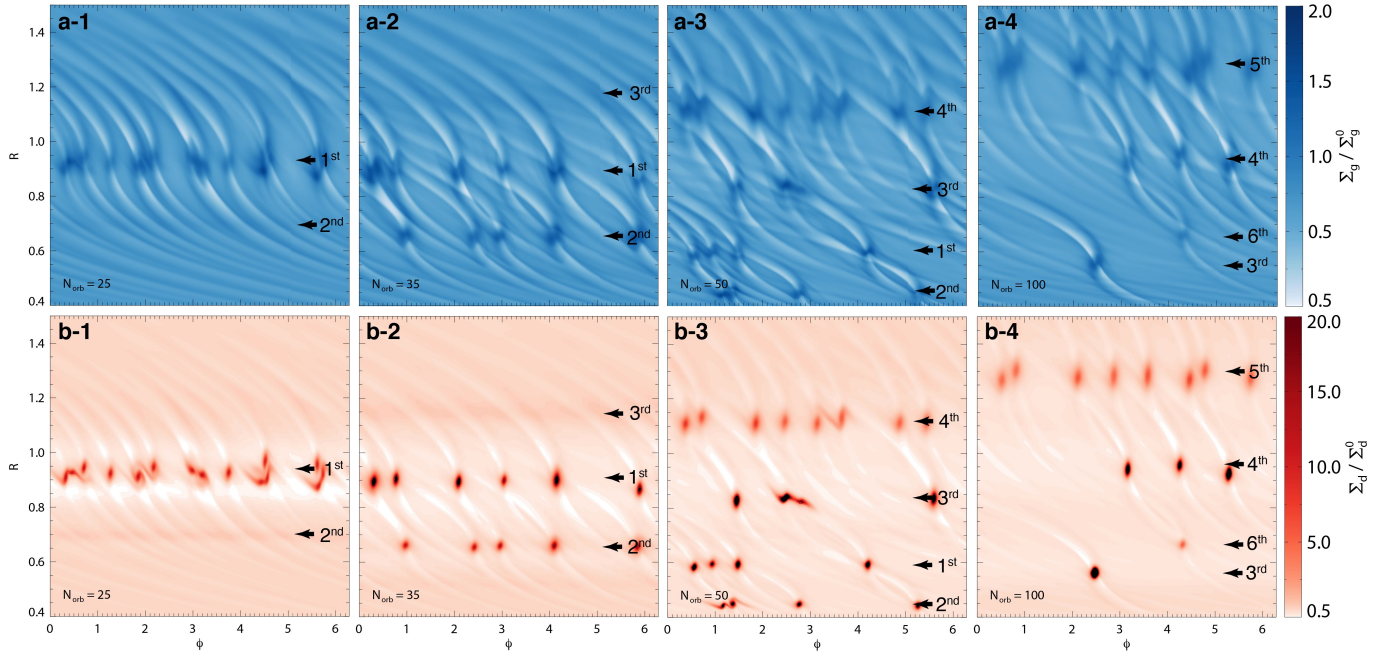 a-1
a-2
a-3
a-4
2.0
1.5
1.0
0.5
Σg / Σ0g
R
1.4
1.2
1.0
0.8
0.6
0.4
1st
2nd
Norb = 25
3rd
1st
2nd
Norb = 35
4th
3rd
1st
2nd
Norb = 50
5th
4th
6th
3rd
Norb = 100
b-1
b-2
b-3
b-4
20.0
15.0
10.0
5.0
0.5
Σd / Σ0d
R
1.4
1.2
1.0
0.8
0.6
0.4
1st
2nd
Norb = 25
3rd
1st
2nd
Norb = 35
4th
3rd
1st
2nd
Norb = 50
5th
4th
6th
3rd
Norb = 100
0 1 2 3 4 5 6
0 1 2 3 4 5 6
0 1 2 3 4 5 6
0 1 2 3 4 5 6
ϕ ϕ ϕ ϕ